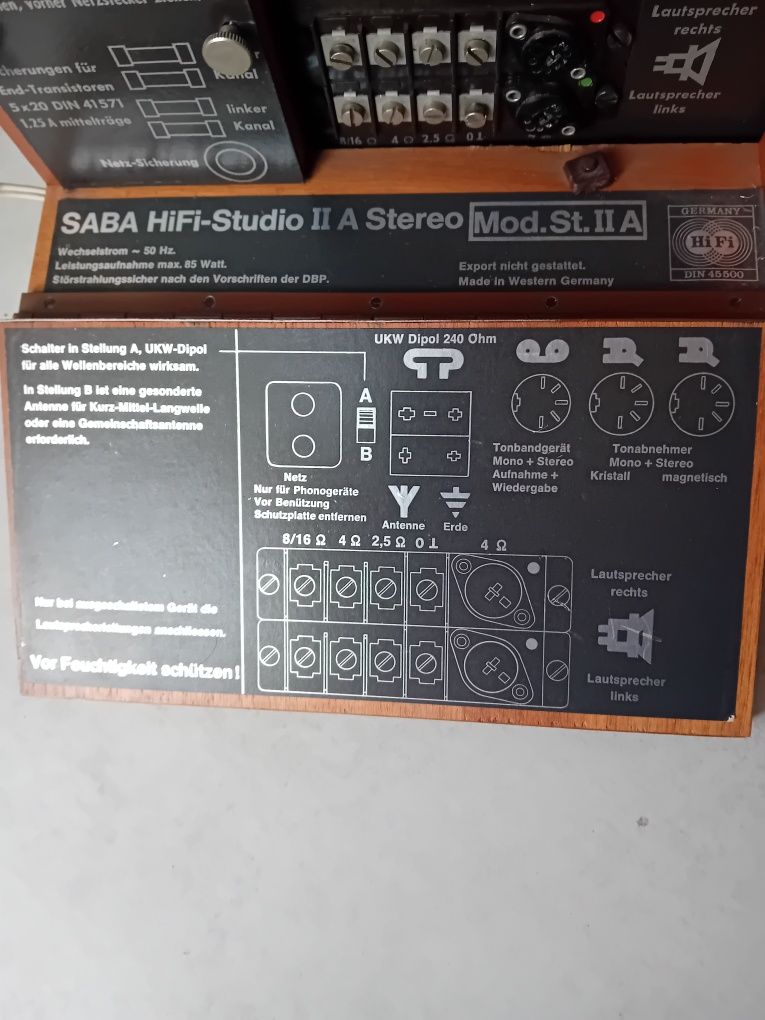 vorher Netzstecker
cherungen für
Kanal
End-Transistoren
5x20 DIN 41571
1,25 A mittelträge
linker
Kanal
Netz-Sicherung
8/16 Ω 4 Ω 2,5 Ω 0 ⊥
Lautsprecher
rechts
Lautsprecher
links
SABA HiFi-Studio II A Stereo Mod.St.II A
Wechselstrom ~ 50 Hz.
Leistungsaufnahme max. 85 Watt.
Störstrahlungssicher nach den Vorschriften der DBP.
Export nicht gestattet.
Made in Western Germany
GERMANY
HiFi
DIN 45500
Schalter in Stellung A, UKW-Dipol
für alle Wellenbereiche wirksam.
In Stellung B ist eine gesonderte
Antenne für Kurz-Mittel-Langwelle
oder eine Gemeinschaftsantenne
erforderlich.
UKW Dipol 240 Ohm
A
B
Netz
Nur für Phonogeräte
Vor Benützung
Schutzplatte entfernen
Antenne
Erde
Tonbandgerät
Mono + Stereo
Aufnahme +
Wiedergabe
Tonabnehmer
Mono + Stereo
Kristall magnetisch
8/16 Ω 4 Ω 2,5 Ω 0 ⊥ 4 Ω
Lautsprecher
rechts
Lautsprecher
links
Nur bei ausgeschaltetem Gerät die
Lautsprecherleitungen anschliessen.
Vor Feuchtigkeit schützen!